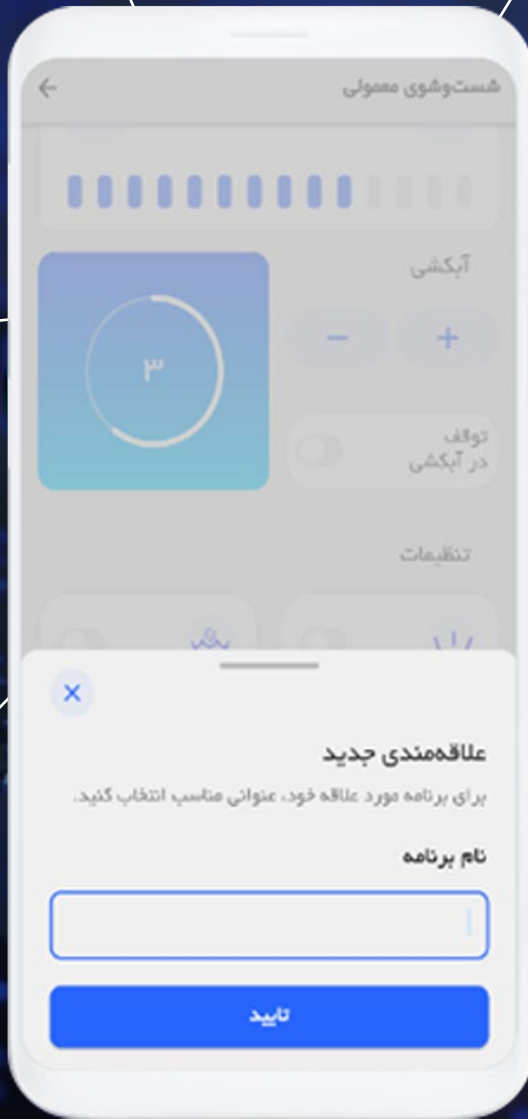 شست‌وشوی معمولی
آبکشی
+
−
۳
توقف
در آبکشی
تنظیمات
علاقه‌مندی جدید
برای برنامه مورد علاقه خود، عنوانی مناسب انتخاب کنید.
نام برنامه
تایید